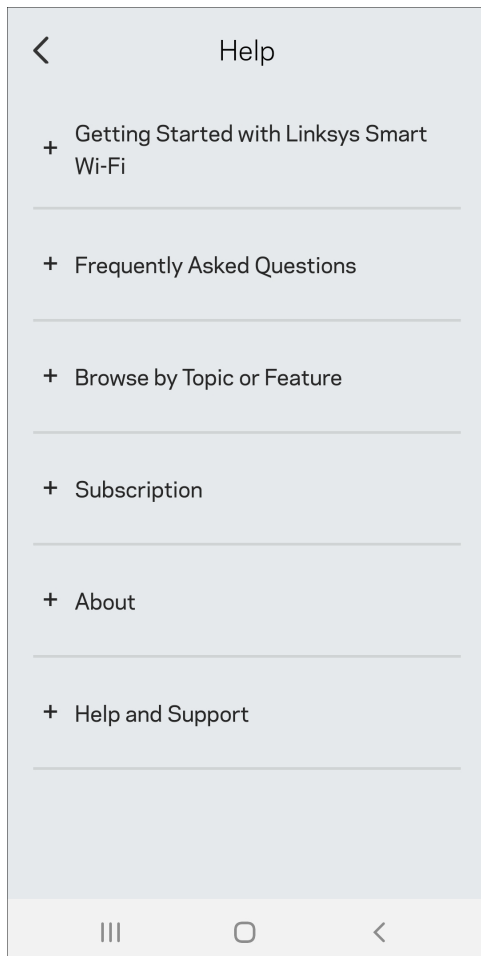 Help
Getting Started with Linksys Smart
Wi-Fi
Frequently Asked Questions
Browse by Topic or Feature
Subscription
About
Help and Support